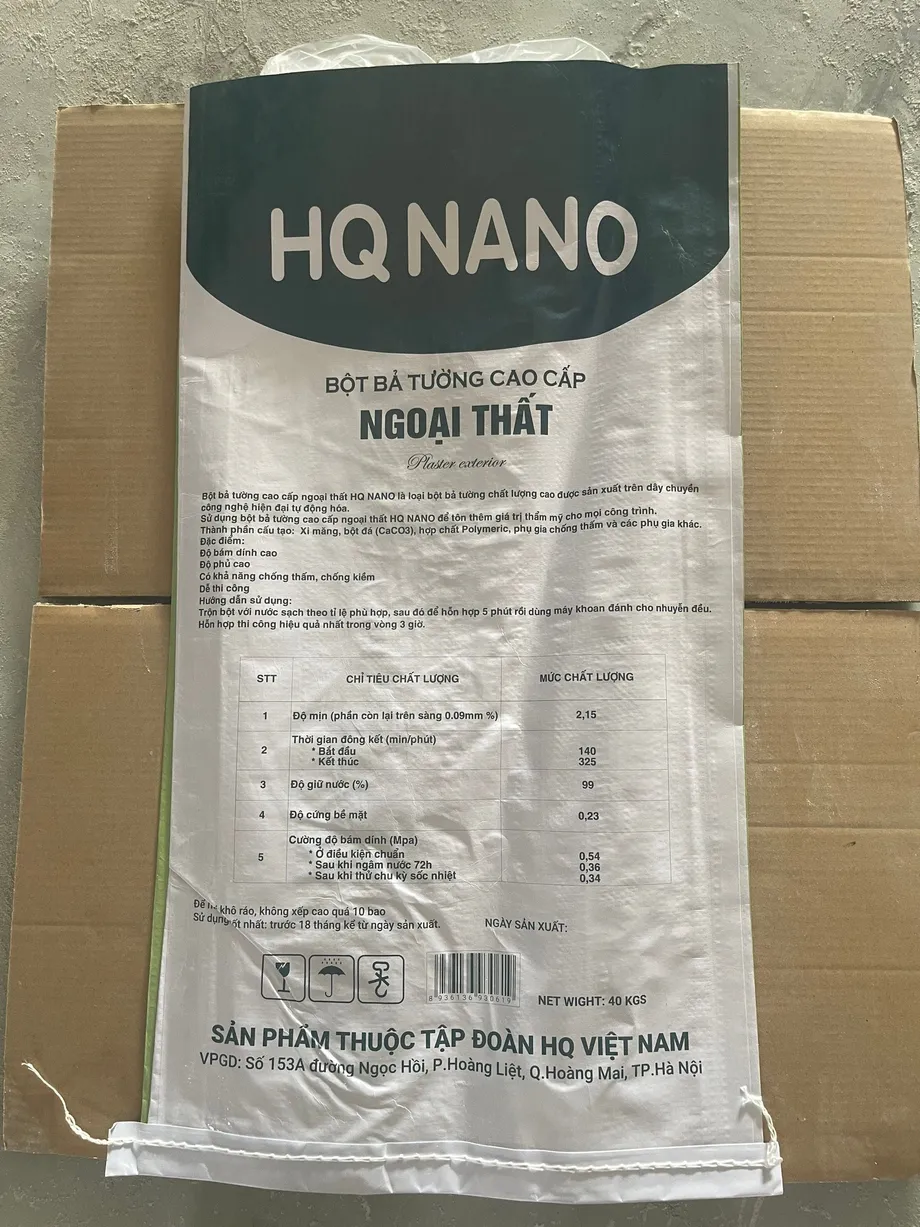 HQ NANO
BỘT BẢ TƯỜNG CAO CẤP
NGOẠI THẤT
Plaster exterior
Bột bả tường cao cấp ngoại thất HQ NANO là loại bột bả tường chất lượng cao được sản xuất trên dây chuyền
công nghệ hiện đại tự động hóa.
Sử dụng bột bả tường cao cấp ngoại thất HQ NANO để tôn thêm giá trị thẩm mỹ cho mọi công trình.
Thành phần cấu tạo: Xi măng, bột đá (CaCO3), hợp chất Polymeric, phụ gia chống thấm và các phụ gia khác.
Đặc điểm:
Độ bám dính cao
Độ phủ cao
Có khả năng chống thấm, chống kiềm
Dễ thi công
Hướng dẫn sử dụng:
Trộn bột với nước sạch theo tỉ lệ phù hợp, sau đó để hỗn hợp 5 phút rồi dùng máy khoan đánh cho nhuyễn đều.
Hỗn hợp thi công hiệu quả nhất trong vòng 3 giờ.
STT CHỈ TIÊU CHẤT LƯỢNG MỨC CHẤT LƯỢNG
1 Độ mịn (phần còn lại trên sàng 0.09mm %) 2,15
2 Thời gian đông kết (min/phút)
* Bắt đầu 140
* Kết thúc 325
3 Độ giữ nước (%) 99
4 Độ cứng bề mặt 0,23
5 Cường độ bám dính (Mpa)
* Ở điều kiện chuẩn 0,54
* Sau khi ngâm nước 72h 0,36
* Sau khi thử chu kỳ sốc nhiệt 0,34
Để khô ráo, không xếp cao quá 10 bao
Sử dụng tốt nhất: trước 18 tháng kể từ ngày sản xuất. NGÀY SẢN XUẤT:
8 936136 930619
NET WIGHT: 40 KGS
SẢN PHẨM THUỘC TẬP ĐOÀN HQ VIỆT NAM
VPGD: Số 153A đường Ngọc Hồi, P.Hoàng Liệt, Q.Hoàng Mai, TP.Hà Nội